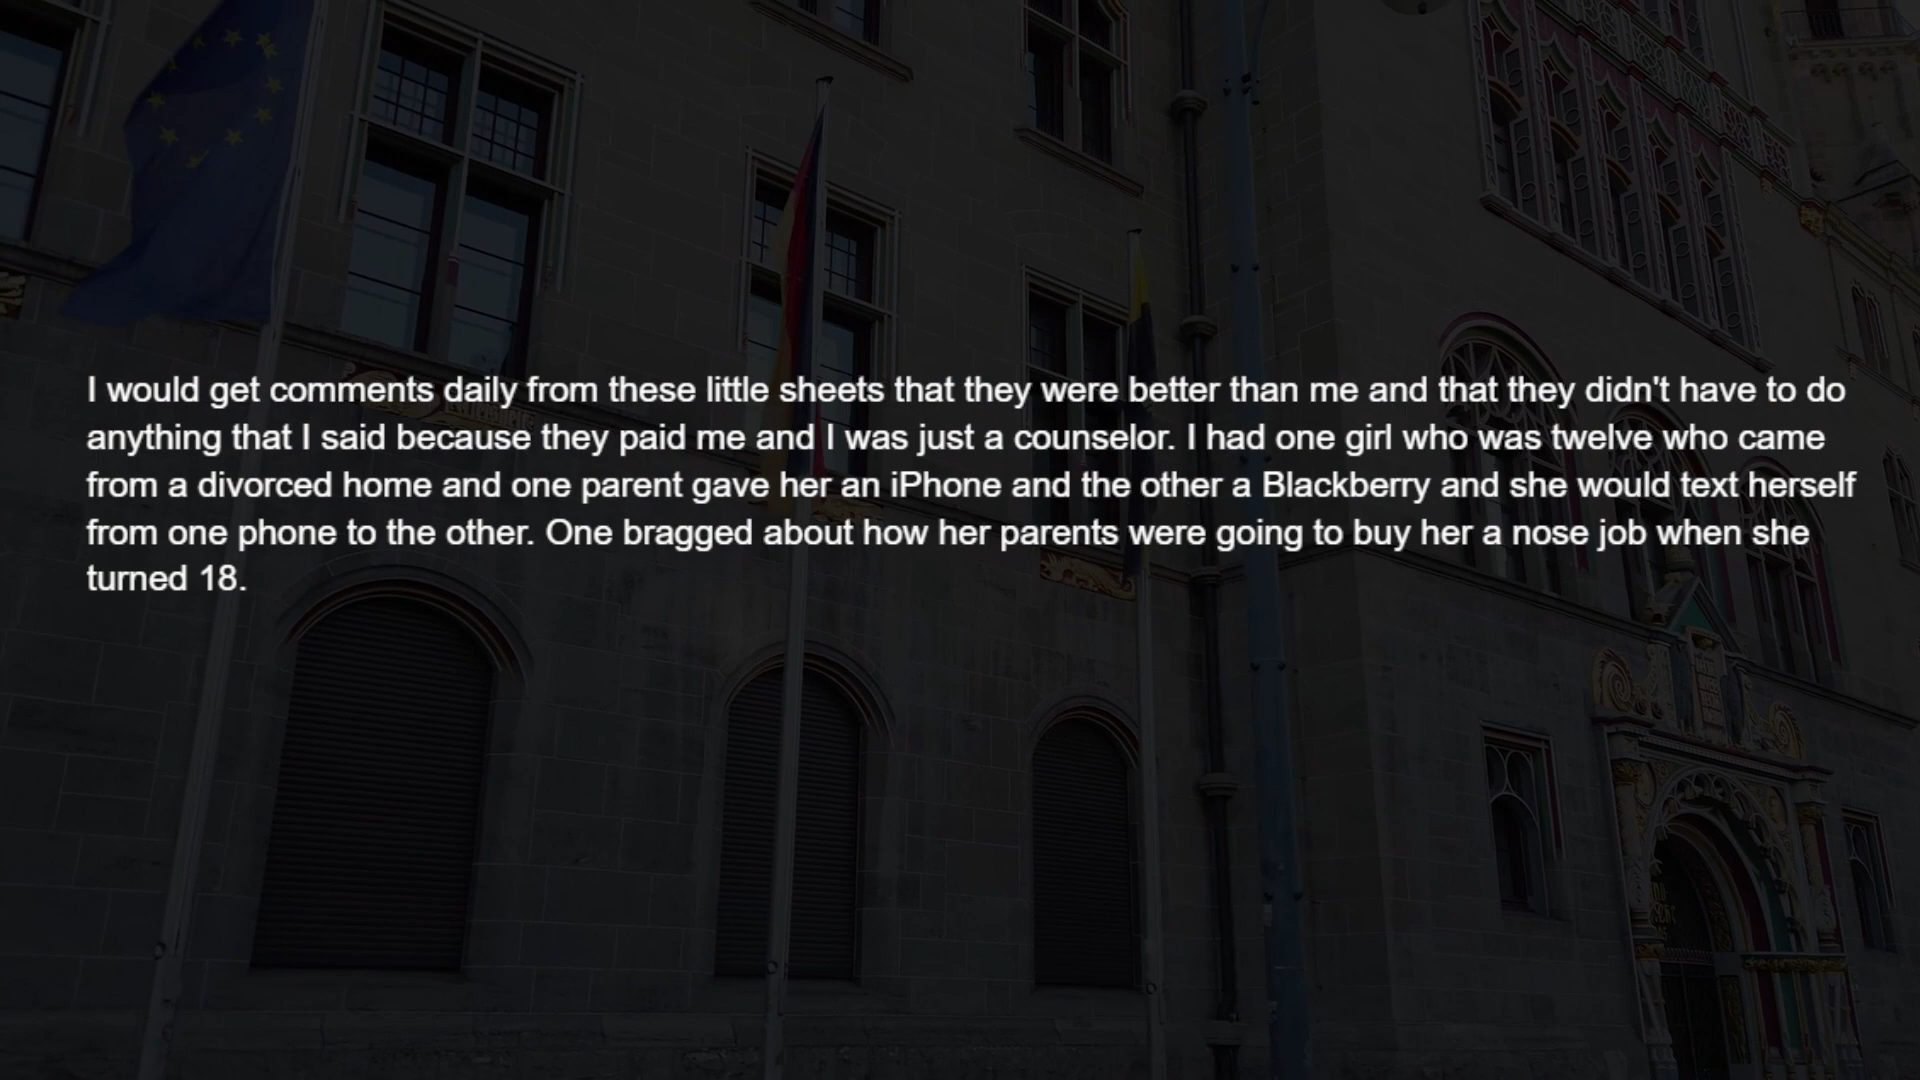 I would get comments daily from these little sheets that they were better than me and that they didn't have to do
anything that I said because they paid me and I was just a counselor. I had one girl who was twelve who came
from a divorced home and one parent gave her an iPhone and the other a Blackberry and she would text herself
from one phone to the other. One bragged about how her parents were going to buy her a nose job when she
turned 18.